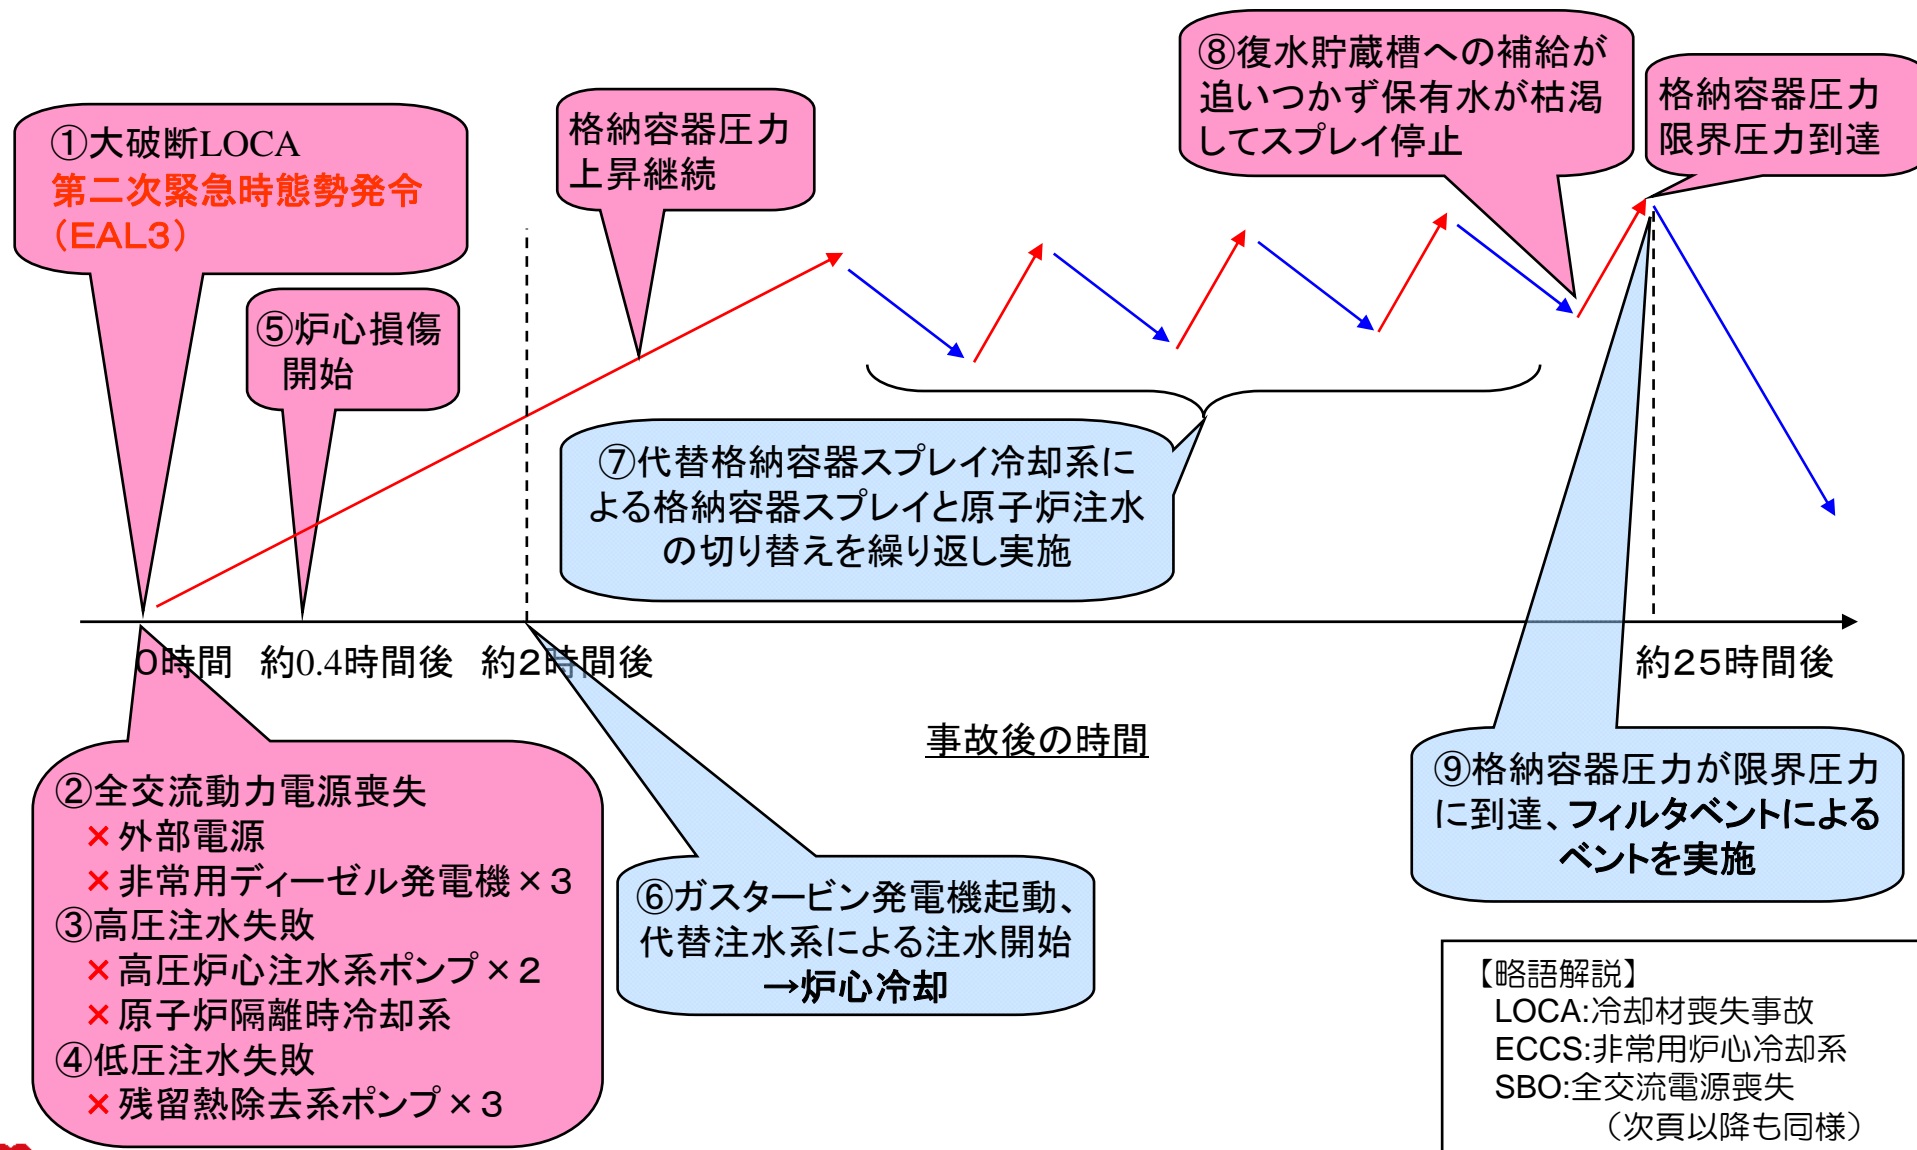 ①大破断LOCA
第二次緊急時態勢発令
（EAL3）
⑤炉心損傷
開始
格納容器圧力
上昇継続
⑧復水貯蔵槽への補給が
追いつかず保有水が枯渇
してスプレイ停止
格納容器圧力
限界圧力到達
⑦代替格納容器スプレイ冷却系に
よる格納容器スプレイと原子炉注水
の切り替えを繰り返し実施
０時間
約0.4時間後
約２時間後
約２５時間後
事故後の時間
②全交流動力電源喪失
×外部電源
×非常用ディーゼル発電機×３
③高圧注水失敗
×高圧炉心注水系ポンプ×２
×原子炉隔離時冷却系
④低圧注水失敗
×残留熱除去系ポンプ×３
⑥ガスタービン発電機起動、
代替注水系による注水開始
→炉心冷却
⑨格納容器圧力が限界圧力
に到達、フィルタベントによる
ベントを実施
【略語解説】
LOCA:冷却材喪失事故
ECCS:非常用炉心冷却系
SBO:全交流電源喪失
（次頁以降も同様）